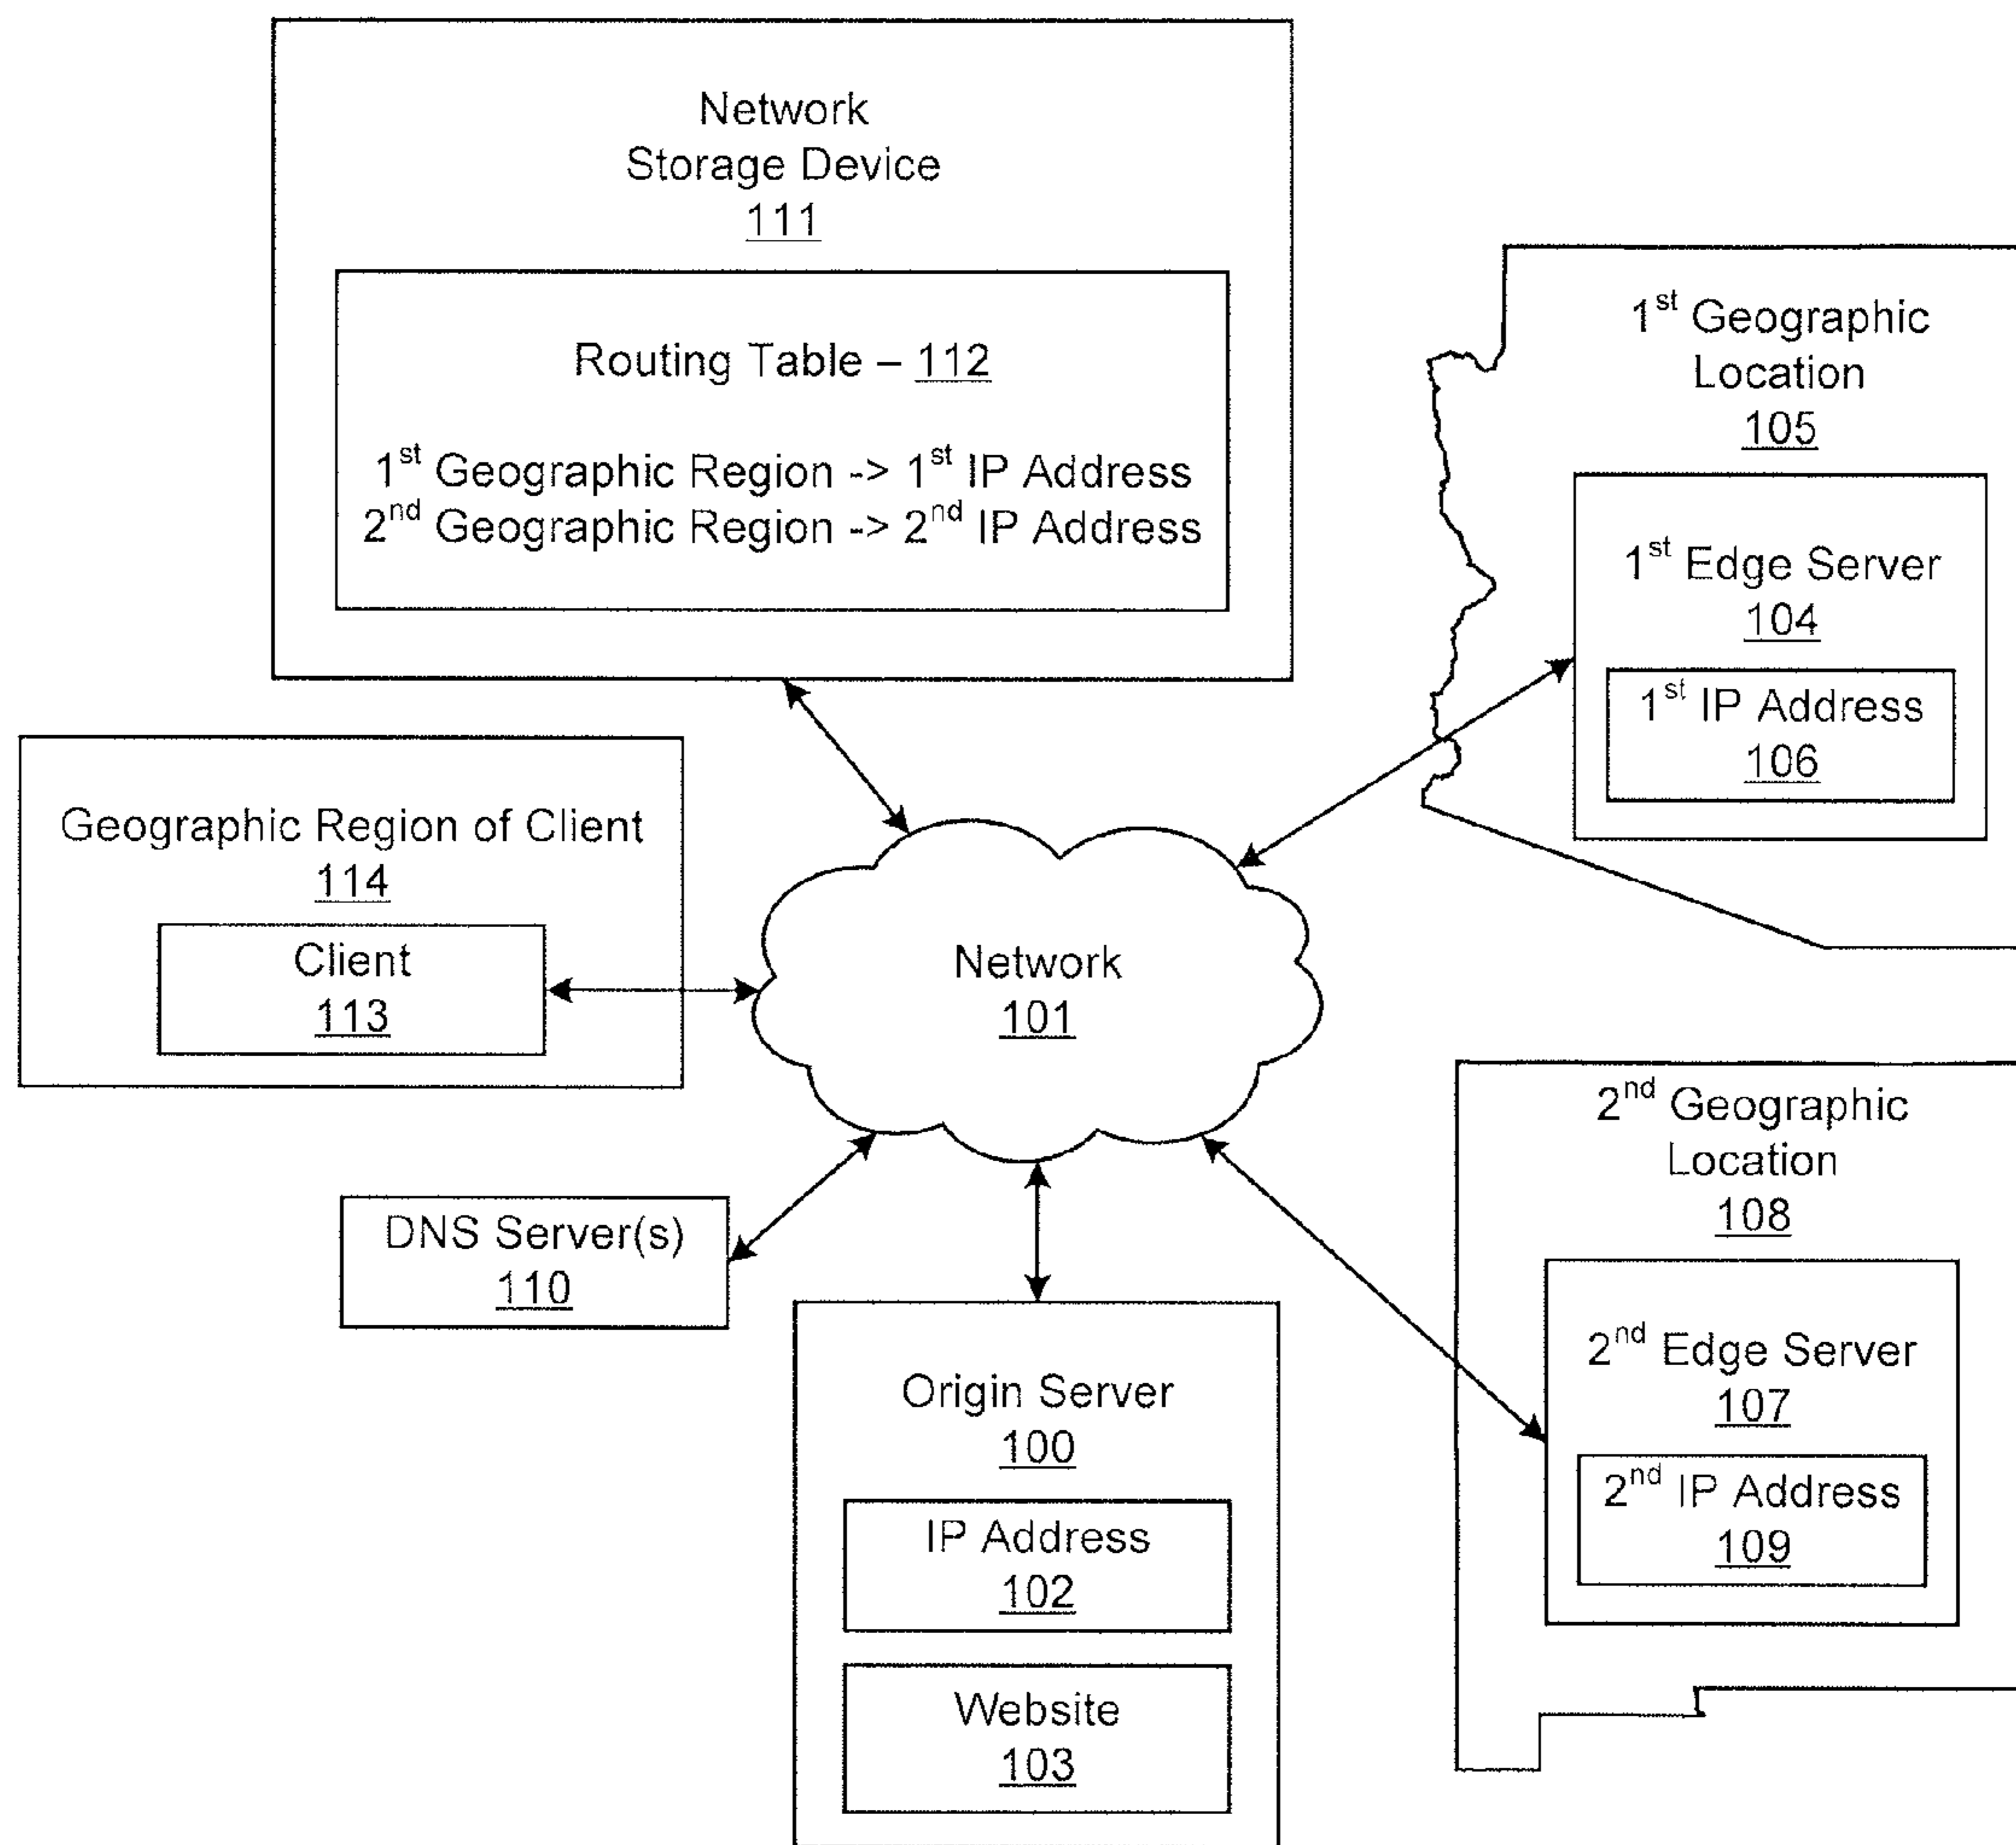 Network
Storage Device
111
Routing Table – 112
1st Geographic Region -> 1st IP Address
2nd Geographic Region -> 2nd IP Address
1st Geographic
Location
105
1st Edge Server
104
1st IP Address
106
Geographic Region of Client
114
Client
113
Network
101
2nd Geographic
Location
108
2nd Edge Server
107
2nd IP Address
109
DNS Server(s)
110
Origin Server
100
IP Address
102
Website
103